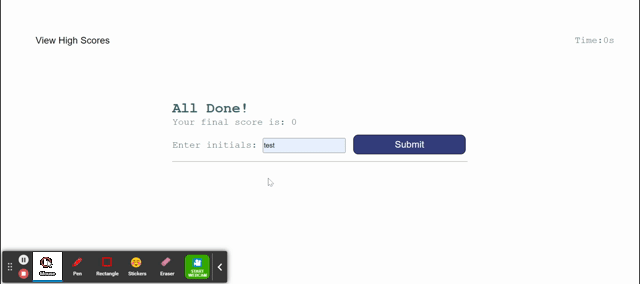 View High Scores
Time:0s
All Done!
Your final score is: 0
Enter initials: test Submit
Mouse Pen Rectangle Stickers Eraser START WEBCAM